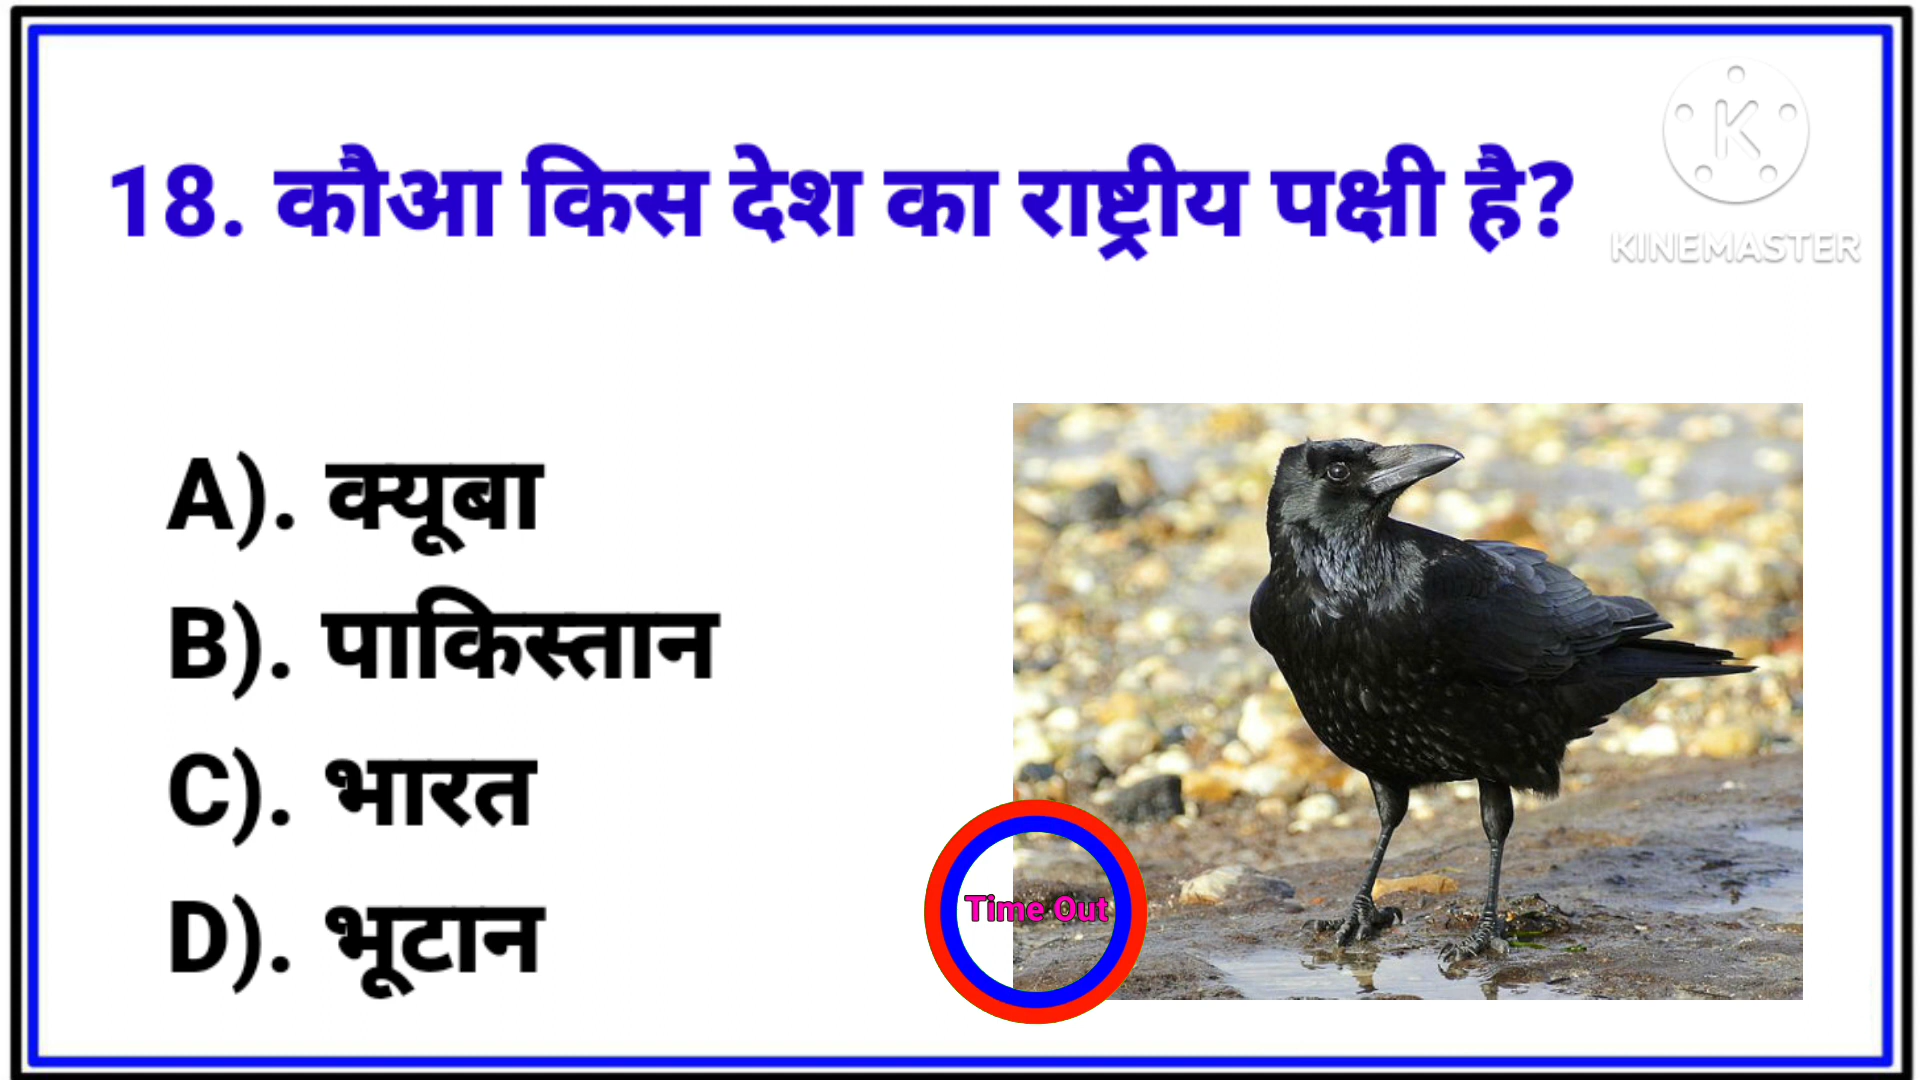 18. कौआ किस देश का राष्ट्रीय पक्षी है?
K
KINEMASTER
A). क्यूबा
B). पाकिस्तान
C). भारत
D). भूटान
Time Out